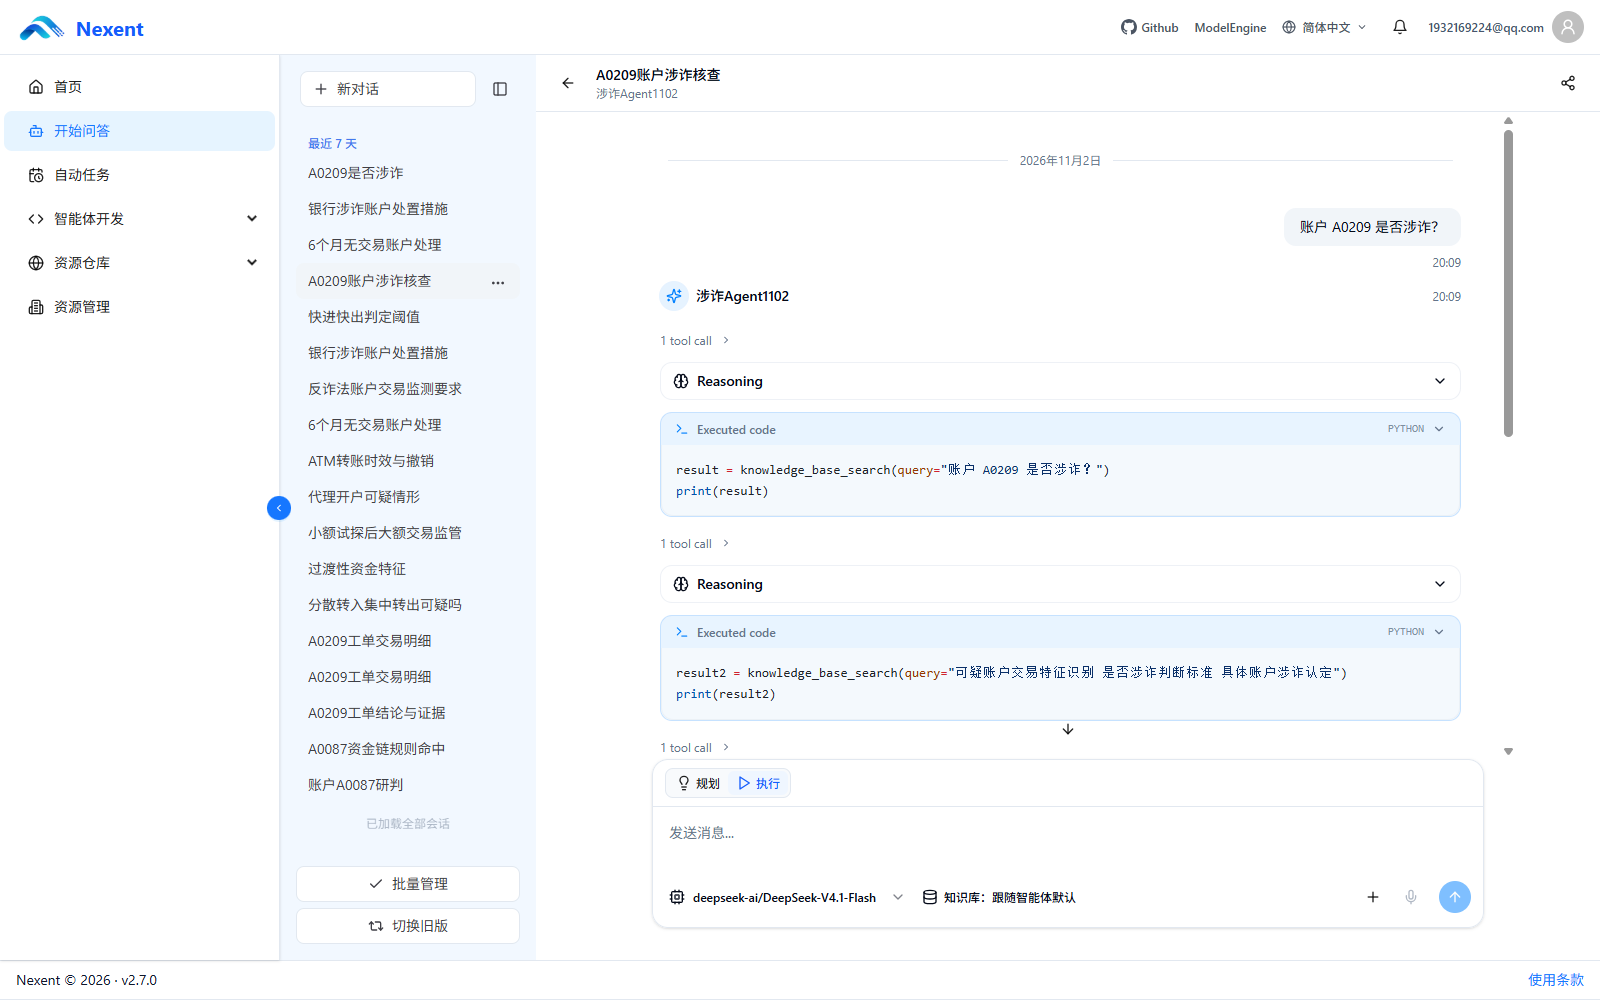 Nexent
Github
ModelEngine
简体中文
1932169224@qq.com
首页
开始问答
自动任务
智能体开发
资源仓库
资源管理
新对话
最近 7 天
A0209是否涉诈
银行涉诈账户处置措施
6个月无交易账户处理
A0209账户涉诈核查
快进快出判定阈值
银行涉诈账户处置措施
反诈法账户交易监测要求
6个月无交易账户处理
ATM转账时效与撤销
代理开户可疑情形
小额试探后大额交易监管
过渡性资金特征
分散转入集中转出可疑吗
A0209工单交易明细
A0209工单交易明细
A0209工单结论与证据
A0087资金链规则命中
账户A0087研判
已加载全部会话
批量管理
切换旧版
A0209账户涉诈核查
涉诈Agent1102
2026年11月2日
账户 A0209 是否涉诈？
20:09
涉诈Agent1102
20:09
1 tool call
Reasoning
Executed code
PYTHON
result = knowledge_base_search(query="账户 A0209 是否涉诈？")
print(result)
1 tool call
Reasoning
Executed code
PYTHON
result2 = knowledge_base_search(query="可疑账户交易特征识别 是否涉诈判断标准 具体账户涉诈认定")
print(result2)
1 tool call
规划
执行
发送消息...
deepseek-ai/DeepSeek-V4.1-Flash
知识库：跟随智能体默认
Nexent © 2026 · v2.7.0
使用条款